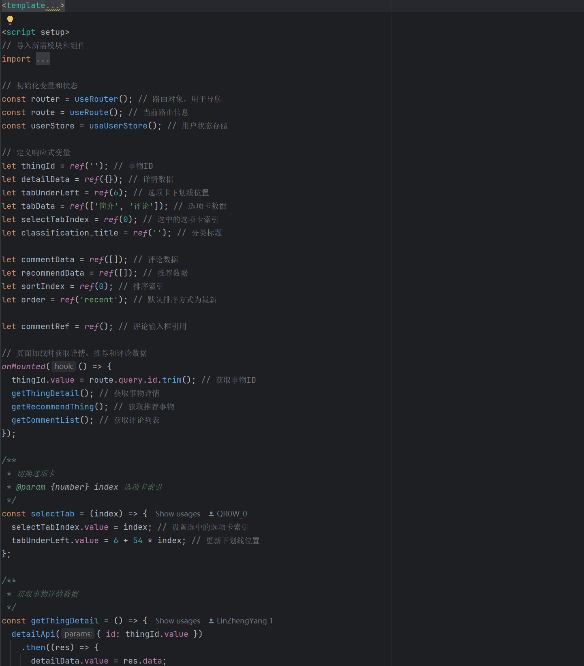 <template...>
<script setup>
// 导入所需模块和组件
import ...
// 初始化变量和状态
const router = useRouter(); // 路由对象，用于导航
const route = useRoute(); // 当前路由信息
const userStore = useUserStore(); // 用户状态存储
// 定义响应式变量
let thingId = ref(''); // 事物ID
let detailData = ref({}); // 详情数据
let tabUnderLeft = ref(6); // 选项卡下划线位置
let tabData = ref(['简介', '评论']); // 选项卡数据
let selectTabIndex = ref(0); // 选中的选项卡索引
let classification_title = ref(''); // 分类标题
let commentData = ref([]); // 评论数据
let recommendData = ref([]); // 推荐数据
let sortIndex = ref(0); // 排序索引
let order = ref('recent'); // 默认排序方式为最新
let commentRef = ref(); // 评论输入框引用
// 页面加载时获取详情、推荐和评论数据
onMounted( hook: () => {
thingId.value = route.query.id.trim(); // 获取事物ID
getThingDetail(); // 获取事物详情
getRecommendThing(); // 获取推荐事物
getCommentList(); // 获取评论列表
});
/**
* 切换选项卡
* @param {number} index 选项卡索引
*/
const selectTab = (index) => { Show usages QROW_0
selectTabIndex.value = index; // 设置选中的选项卡索引
tabUnderLeft.value = 6 + 54 * index; // 更新下划线位置
};
/**
* 获取事物详情数据
*/
const getThingDetail = () => { Show usages LinZhengYang 1
detailApi( params: { id: thingId.value })
.then((res) => {
detailData.value = res.data;